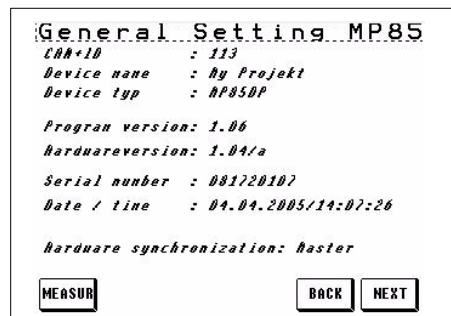 General Setting MP85
CAN+ID : 113
Device name : My Projekt
Device typ : MP85DP
Program version: 1.06
Hardwareversion: 1.04/a
Serial number : 081720107
Date / time : 04.04.2005/14:07:26
Hardware synchronization: Master
MEASUR BACK NEXT